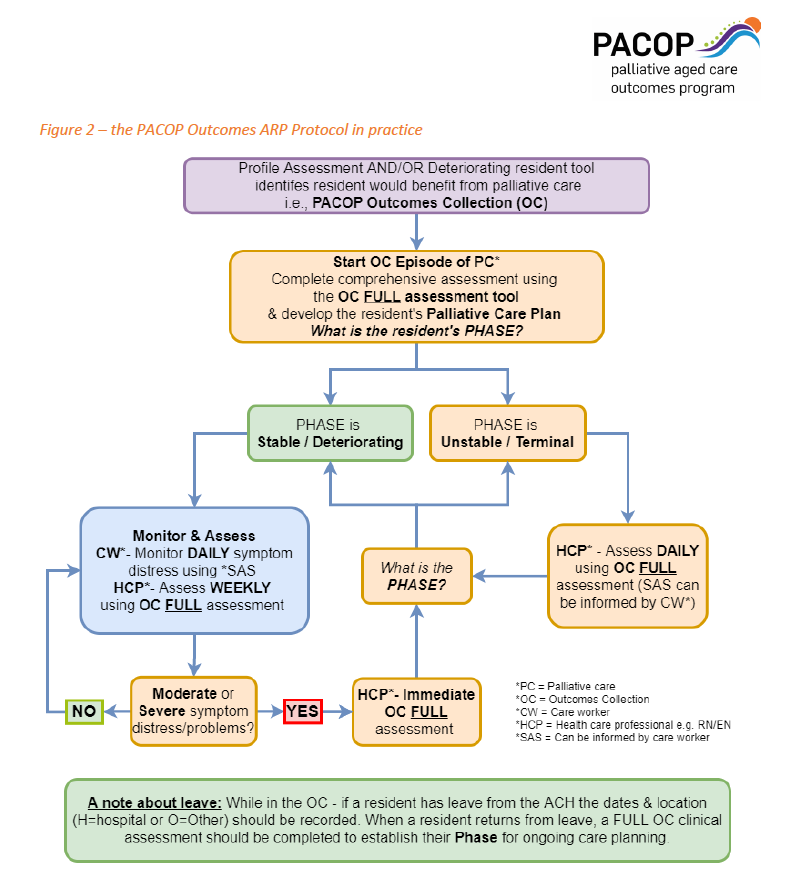 PACOP
palliative aged care
outcomes program
Figure 2 – the PACOP Outcomes ARP Protocol in practice
Profile Assessment AND/OR Deteriorating resident tool
identifes resident would benefit from palliative care
i.e., PACOP Outcomes Collection (OC)
Start OC Episode of PC*
Complete comprehensive assessment using
the OC FULL assessment tool
& develop the resident's Palliative Care Plan
What is the resident's PHASE?
PHASE is
Stable / Deteriorating
PHASE is
Unstable / Terminal
Monitor & Assess
CW*- Monitor DAILY symptom
distress using *SAS
HCP*- Assess WEEKLY
using OC FULL assessment
What is the
PHASE?
HCP* - Assess DAILY
using OC FULL
assessment (SAS can
be informed by CW*)
NO
Moderate or
Severe symptom
distress/problems?
YES
HCP*- Immediate
OC FULL
assessment
*PC = Palliative care
*OC = Outcomes Collection
*CW = Care worker
*HCP = Health care professional e.g. RN/EN
*SAS = Can be informed by care worker
A note about leave: While in the OC - if a resident has leave from the ACH the dates & location
(H=hospital or O=Other) should be recorded. When a resident returns from leave, a FULL OC clinical
assessment should be completed to establish their Phase for ongoing care planning.